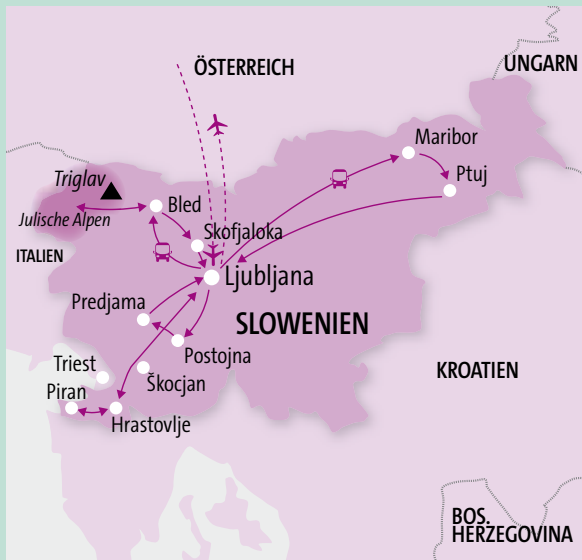 ÖSTERREICH
UNGARN
Maribor
Ptuj
Triglav
Bled
Julische Alpen
Skofjaloka
ITALIEN
Ljubljana
Predjama
SLOWENIEN
Postojna
Triest
Škocjan
KROATIEN
Piran
Hrastovlje
BOS.
HERZEGOVINA